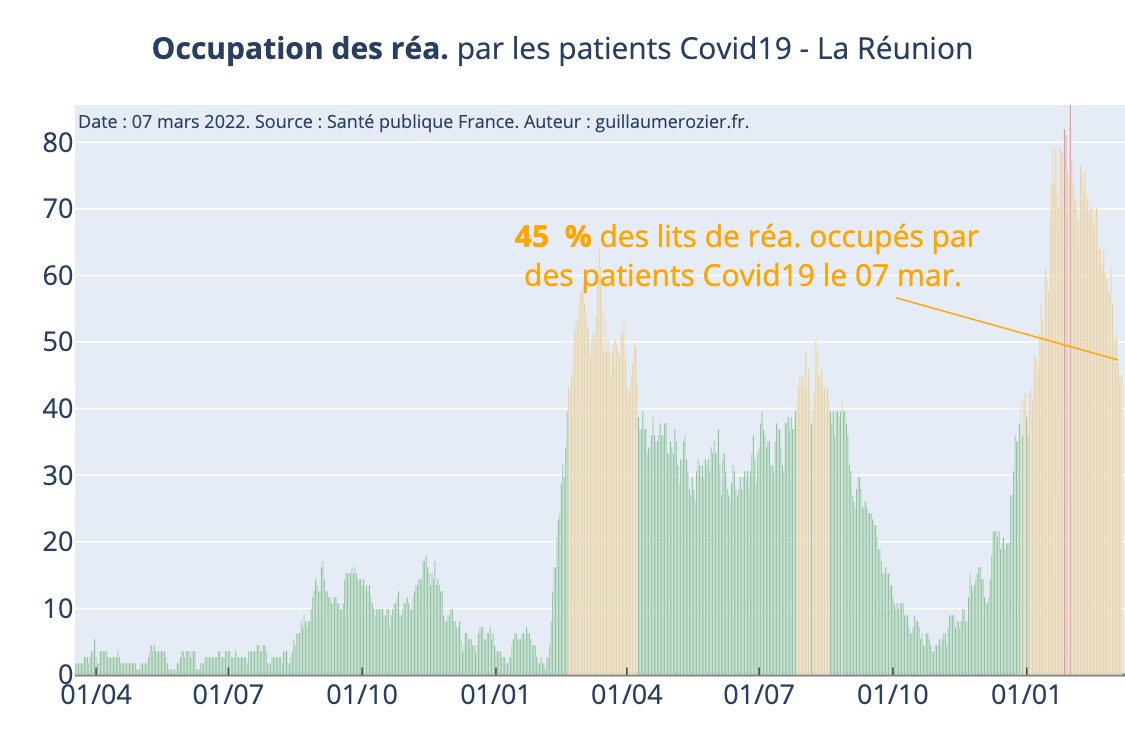 Occupation des réa. par les patients Covid19 - La Réunion
Date : 07 mars 2022. Source : Santé publique France. Auteur : guillaumerozier.fr.
80
70
60
50
40
30
20
10
0
45 % des lits de réa. occupés par
des patients Covid19 le 07 mar.
01/04 01/07 01/10 01/01 01/04 01/07 01/10 01/01